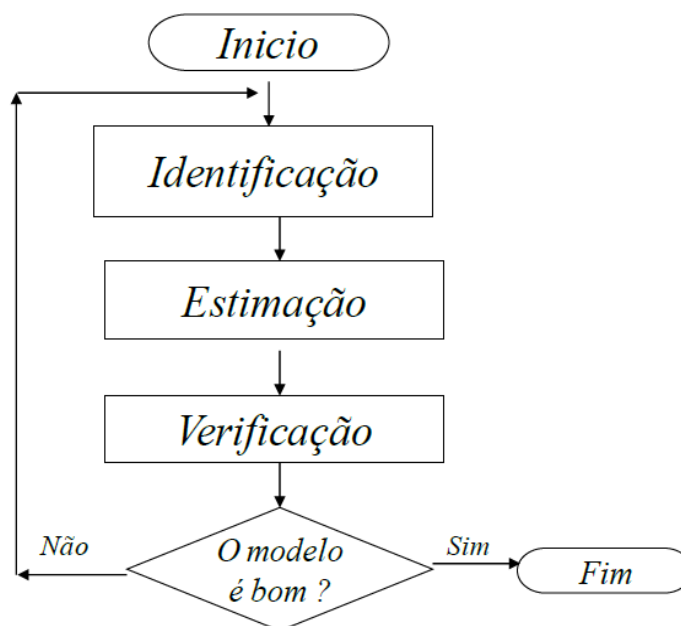 Inicio
Identificação
Estimação
Verificação
Não
O modelo
é bom ?
Sim
Fim